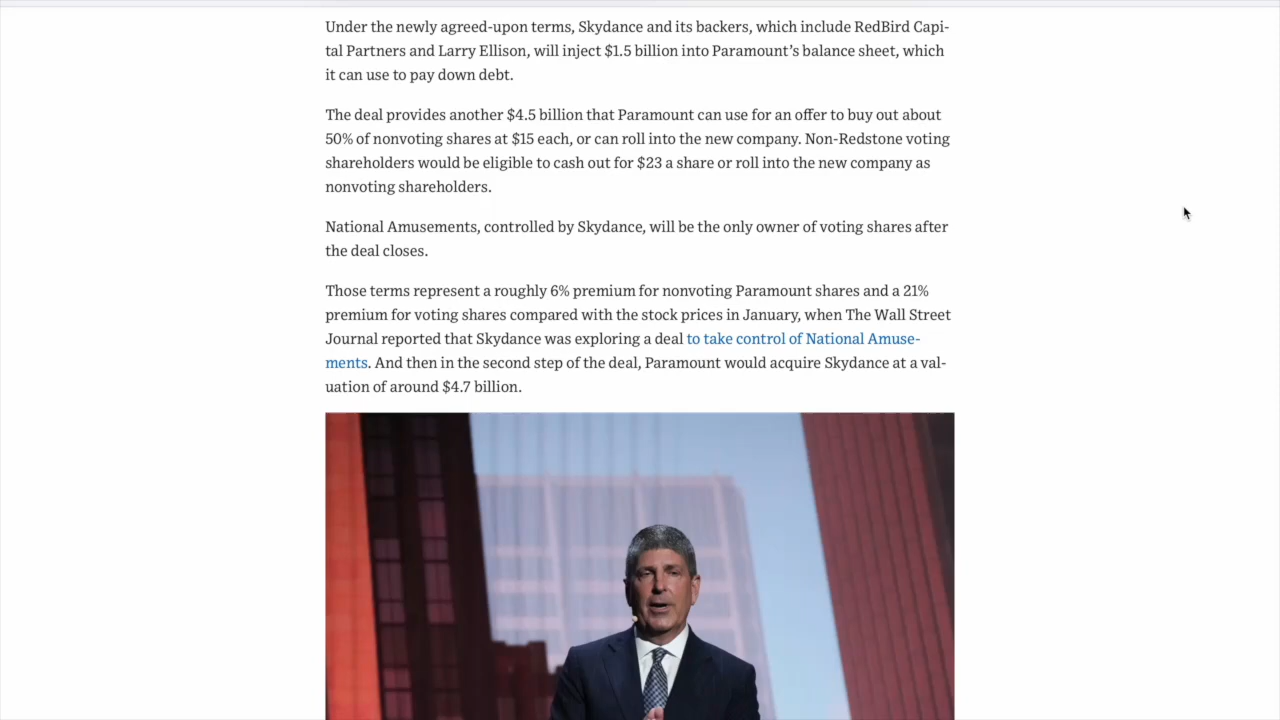 Under the newly agreed-upon terms, Skydance and its backers, which include RedBird Capi-
tal Partners and Larry Ellison, will inject $1.5 billion into Paramount’s balance sheet, which
it can use to pay down debt.
The deal provides another $4.5 billion that Paramount can use for an offer to buy out about
50% of nonvoting shares at $15 each, or can roll into the new company. Non-Redstone voting
shareholders would be eligible to cash out for $23 a share or roll into the new company as
nonvoting shareholders.
National Amusements, controlled by Skydance, will be the only owner of voting shares after
the deal closes.
Those terms represent a roughly 6% premium for nonvoting Paramount shares and a 21%
premium for voting shares compared with the stock prices in January, when The Wall Street
Journal reported that Skydance was exploring a deal to take control of National Amuse-
ments. And then in the second step of the deal, Paramount would acquire Skydance at a val-
uation of around $4.7 billion.